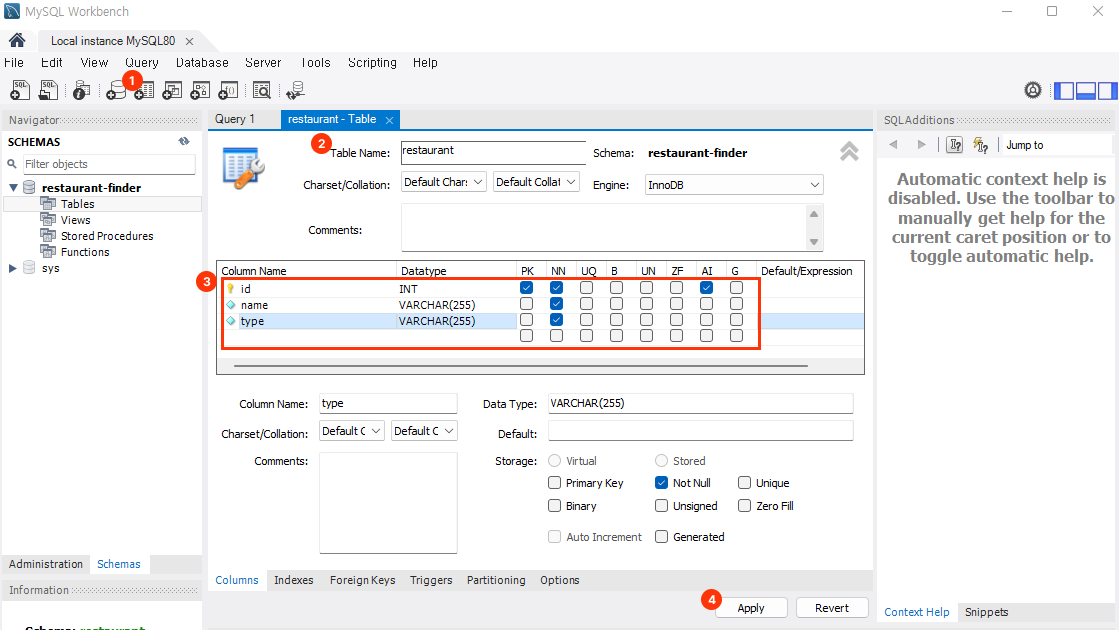 MySQL Workbench
Local instance MySQL80
File Edit View Query Database Server Tools Scripting Help
1
Navigator
SCHEMAS
Filter objects
restaurant-finder
Tables
Views
Stored Procedures
Functions
sys
Administration Schemas
Information
Query 1 restaurant - Table
2
Table Name: restaurant Schema: restaurant-finder
Charset/Collation: Default Chars Default Collat Engine: InnoDB
Comments:
3
Column Name Datatype PK NN UQ B UN ZF AI G Default/Expression
id INT
name VARCHAR(255)
type VARCHAR(255)
Column Name: type Data Type: VARCHAR(255)
Charset/Collation: Default C Default C Default:
Comments: Storage: Virtual Stored
Primary Key Not Null Unique
Binary Unsigned Zero Fill
Auto Increment Generated
Columns Indexes Foreign Keys Triggers Partitioning Options
4
Apply Revert
SQLAdditions
Jump to
Automatic context help is
disabled. Use the toolbar to
manually get help for the
current caret position or to
toggle automatic help.
Context Help Snippets